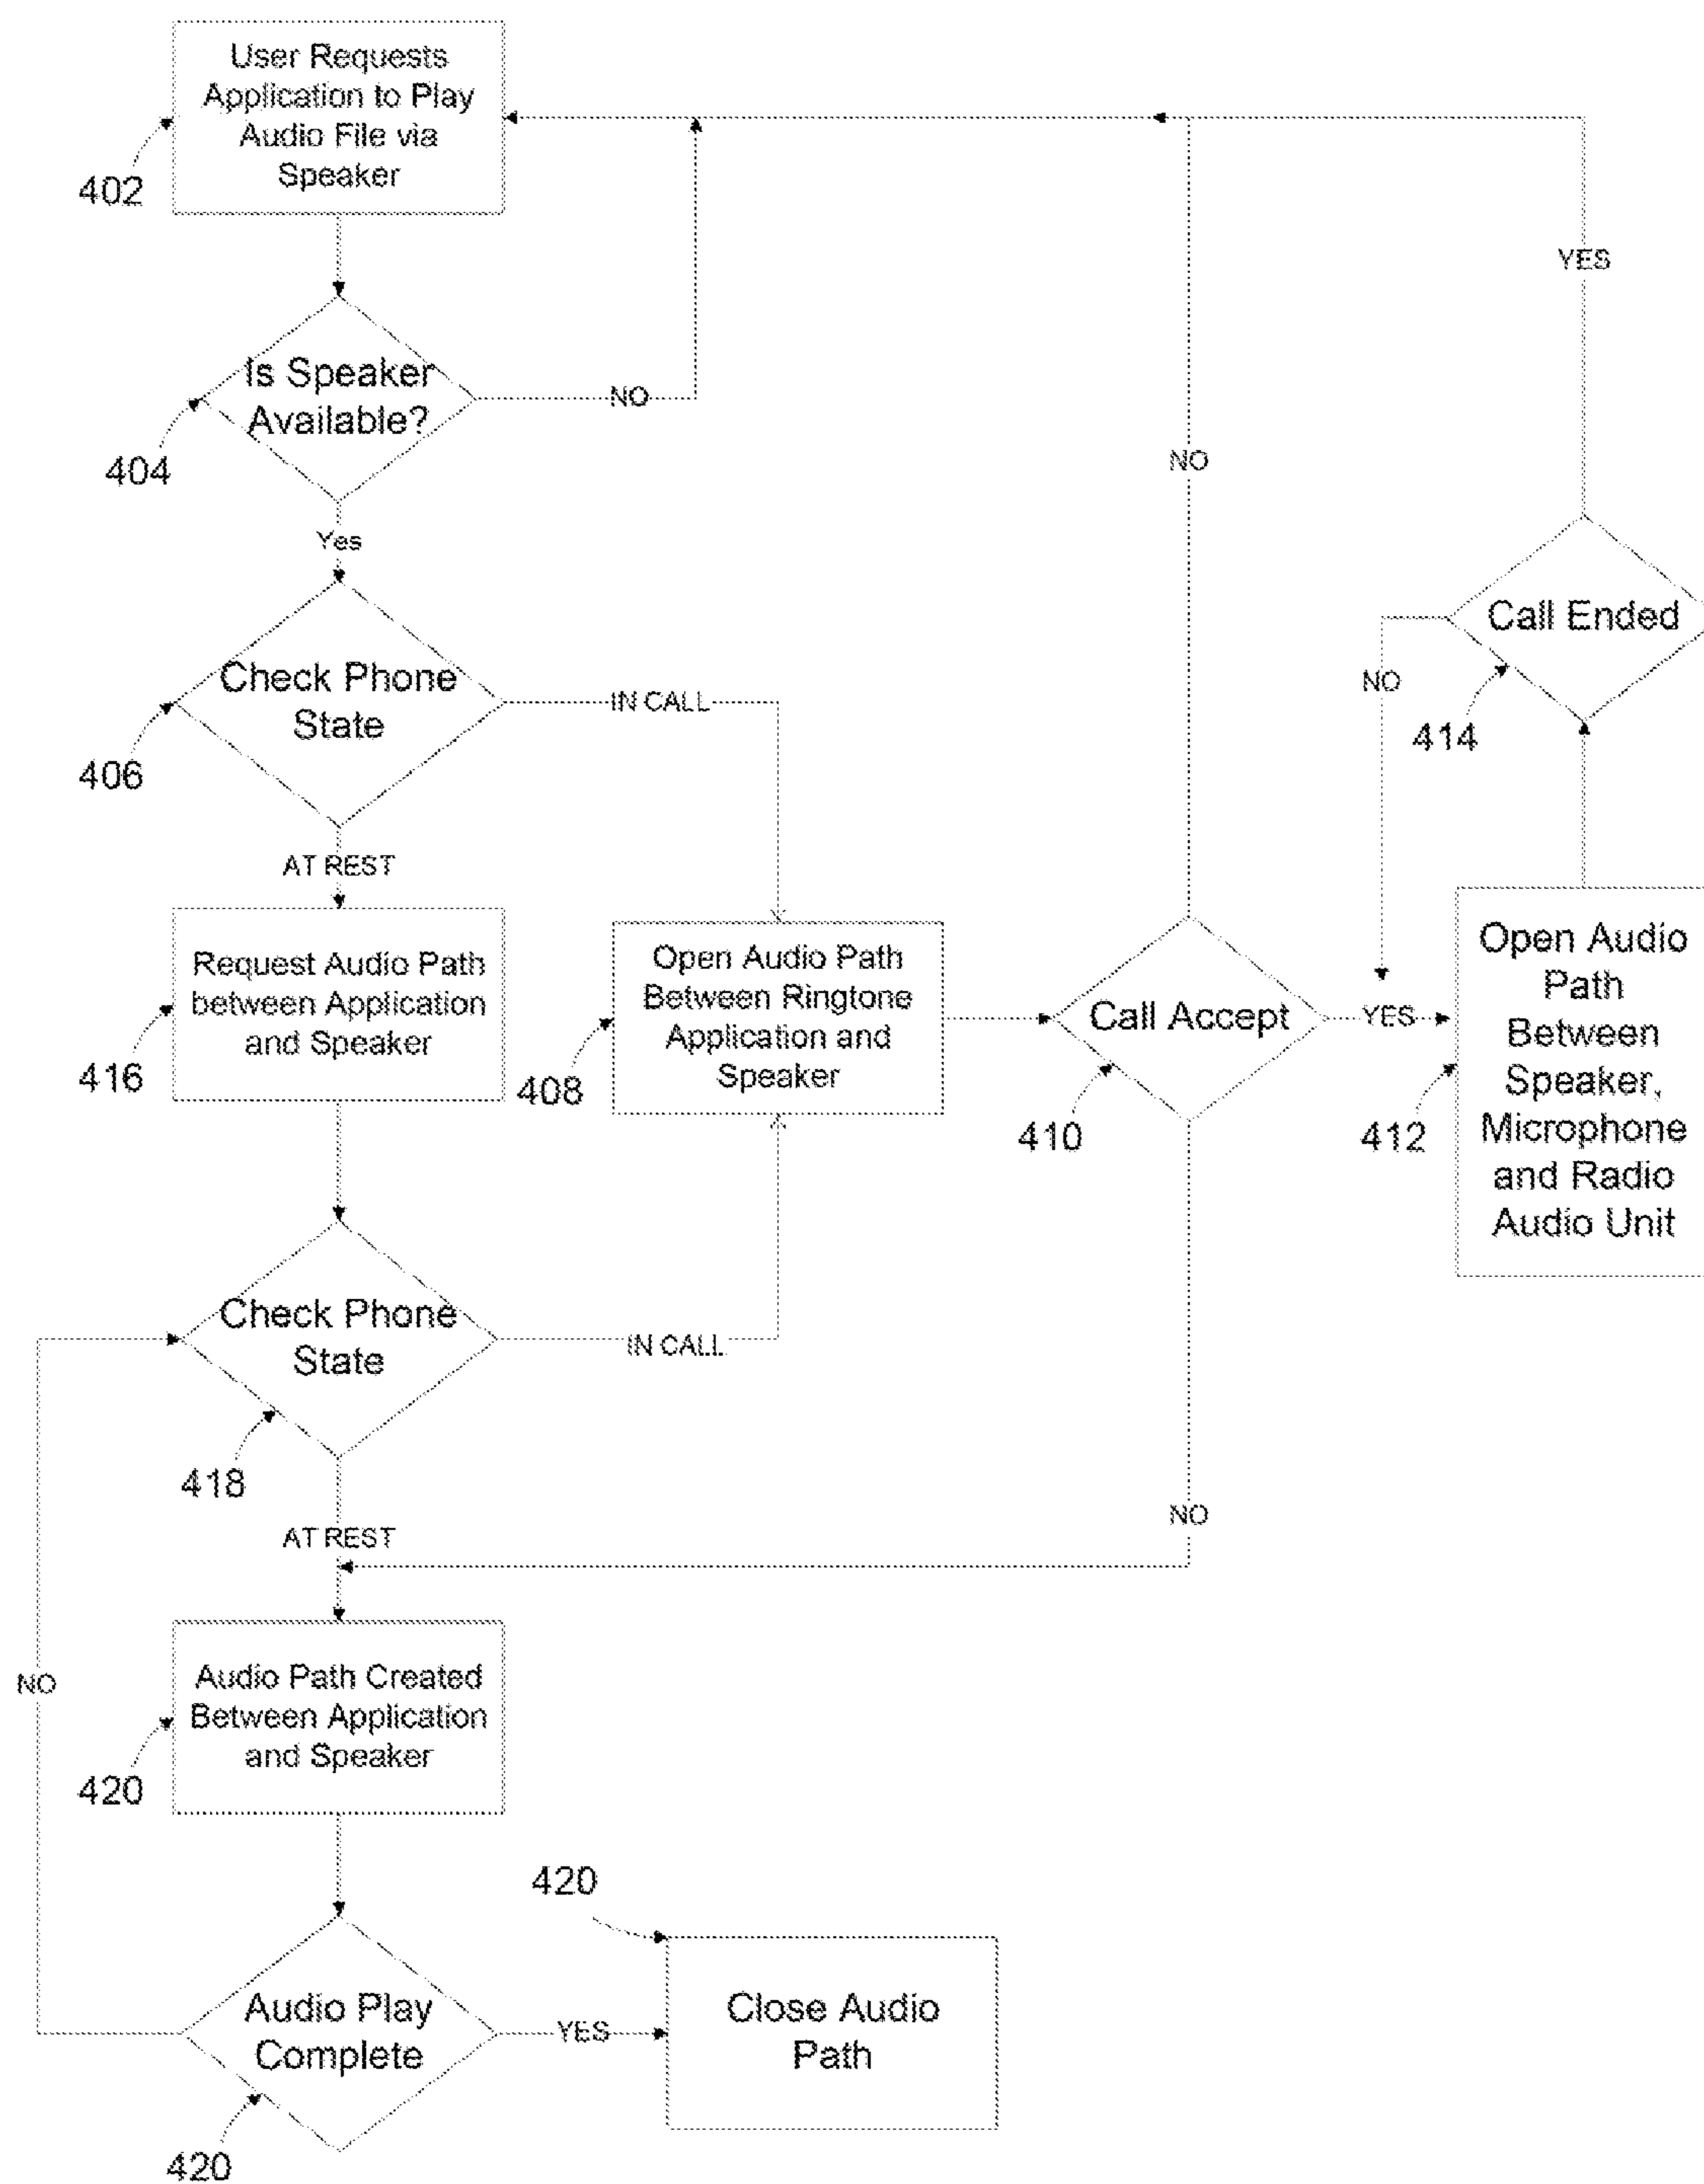 User Requests
Application to Play
Audio File via
Speaker
402
YES
Is Speaker
Available?
NO
404
NO
Yes
Call Ended
Check Phone
State
IN CALL
NO
414
406
AT REST
Request Audio Path
between Application
and Speaker
416
Open Audio Path
Between Ringtone
Application and
Speaker
408
Call Accept
410
YES
Open Audio
Path
Between
Speaker,
Microphone
and Radio
Audio Unit
412
Check Phone
State
IN CALL
418
NO
AT REST
NO
Audio Path Created
Between Application
and Speaker
420
420
Audio Play
Complete
YES
Close Audio
Path
420